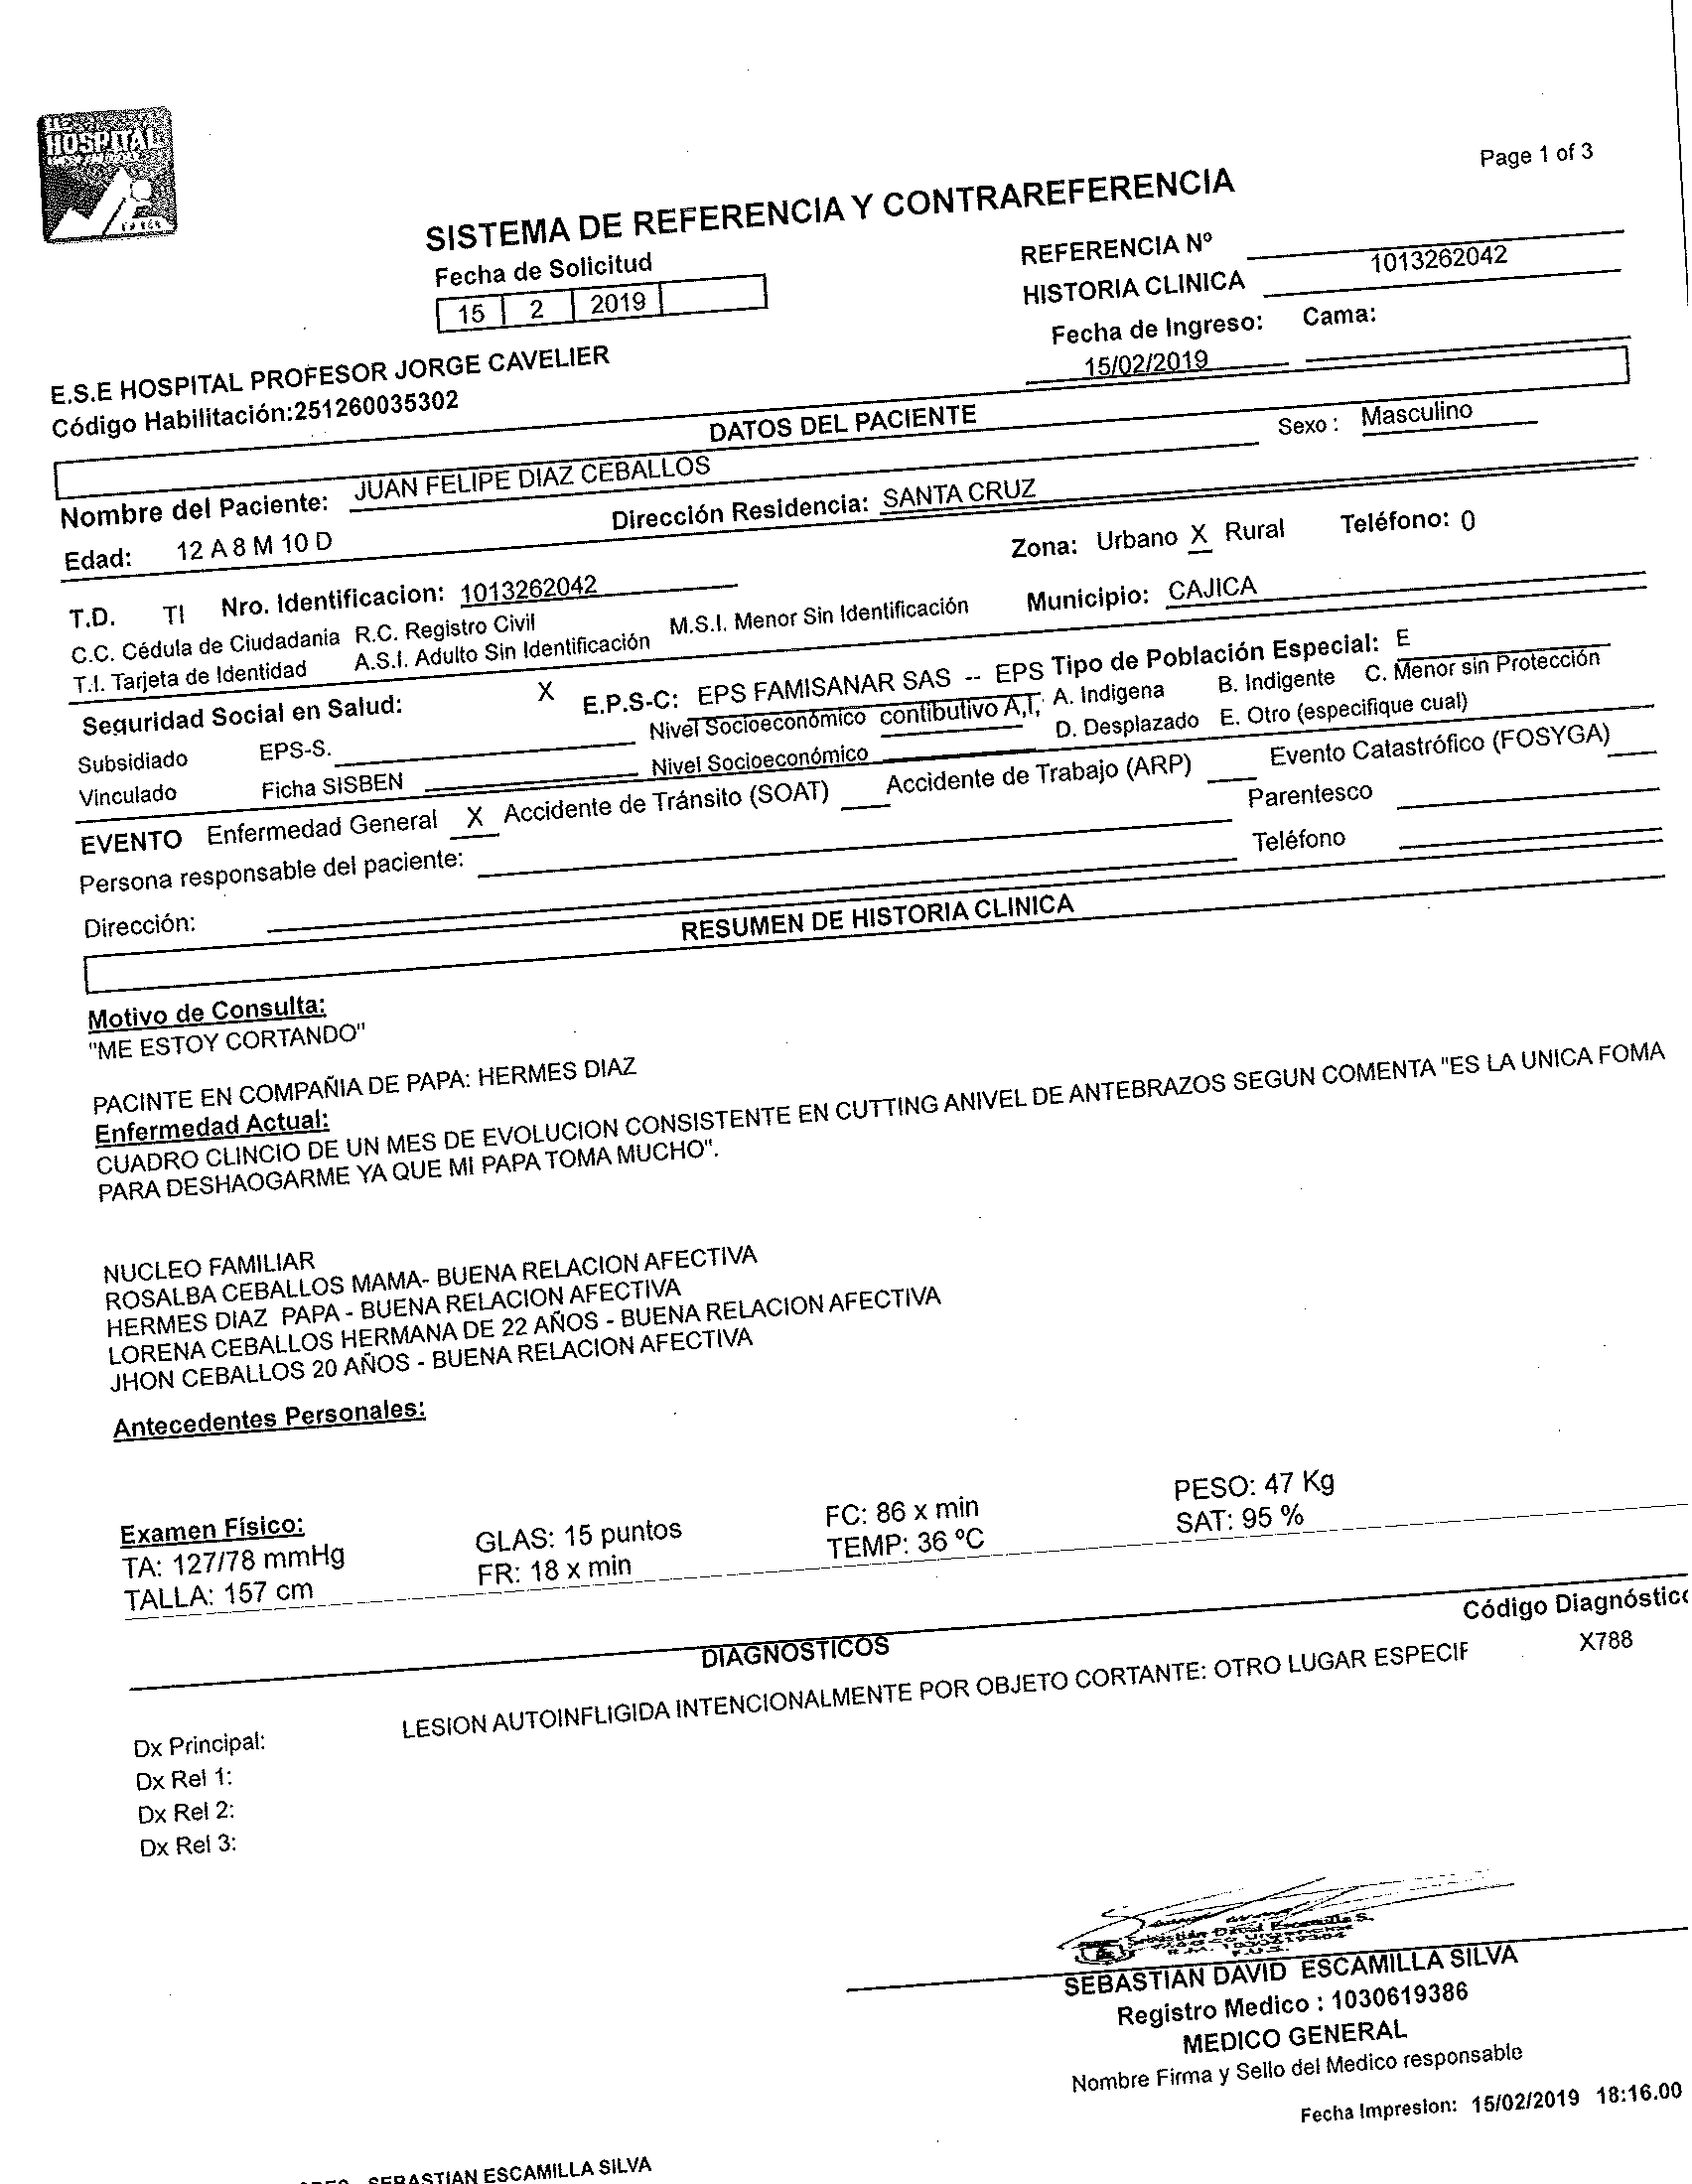 HOSPITAL
Page 1 of 3
SISTEMA DE REFERENCIA Y CONTRAREFERENCIA
Fecha de Solicitud
15 2 2019
REFERENCIA Nº
HISTORIA CLINICA 1013262042
Fecha de Ingreso: Cama:
15/02/2019
E.S.E HOSPITAL PROFESOR JORGE CAVELIER
Código Habilitación:251260035302
DATOS DEL PACIENTE
Nombre del Paciente: JUAN FELIPE DIAZ CEBALLOS Sexo : Masculino
Edad: 12 A 8 M 10 D Dirección Residencia: SANTA CRUZ
Zona: Urbano X Rural Teléfono: 0
T.D. TI Nro. Identificacion: 1013262042 Municipio: CAJICA
C.C. Cédula de Ciudadania R.C. Registro Civil M.S.I. Menor Sin Identificación
T.I. Tarjeta de Identidad A.S.I. Adulto Sin Identificación
Seguridad Social en Salud: X E.P.S-C: EPS FAMISANAR SAS -- EPS Tipo de Población Especial: E
Subsidiado EPS-S. Nivel Socioeconómico contibutivo A,T, A. Indigena B. Indigente C. Menor sin Protección
Vinculado Ficha SISBEN Nivel Socioeconómico D. Desplazado E. Otro (especifique cual)
EVENTO Enfermedad General X Accidente de Tránsito (SOAT) Accidente de Trabajo (ARP) Evento Catastrófico (FOSYGA)
Persona responsable del paciente: Parentesco
Dirección: Teléfono
RESUMEN DE HISTORIA CLINICA
Motivo de Consulta:
"ME ESTOY CORTANDO"
PACINTE EN COMPAÑIA DE PAPA: HERMES DIAZ
Enfermedad Actual:
CUADRO CLINCIO DE UN MES DE EVOLUCION CONSISTENTE EN CUTTING ANIVEL DE ANTEBRAZOS SEGUN COMENTA "ES LA UNICA FOMA
PARA DESHAOGARME YA QUE MI PAPA TOMA MUCHO".
NUCLEO FAMILIAR
ROSALBA CEBALLOS MAMA- BUENA RELACION AFECTIVA
HERMES DIAZ PAPA - BUENA RELACION AFECTIVA
LORENA CEBALLOS HERMANA DE 22 AÑOS - BUENA RELACION AFECTIVA
JHON CEBALLOS 20 AÑOS - BUENA RELACION AFECTIVA
Antecedentes Personales:
Examen Físico:
TA: 127/78 mmHg GLAS: 15 puntos FC: 86 x min PESO: 47 Kg
TALLA: 157 cm FR: 18 x min TEMP: 36 ºC SAT: 95 %
DIAGNOSTICOS Código Diagnóstico
Dx Principal: LESION AUTOINFLIGIDA INTENCIONALMENTE POR OBJETO CORTANTE: OTRO LUGAR ESPECIF X788
Dx Rel 1:
Dx Rel 2:
Dx Rel 3:
SEBASTIAN DAVID ESCAMILLA SILVA
Registro Medico : 1030619386
MEDICO GENERAL
Nombre Firma y Sello del Medico responsable
Fecha Impresion: 15/02/2019 18:16.00
SEBASTIAN ESCAMILLA SILVA